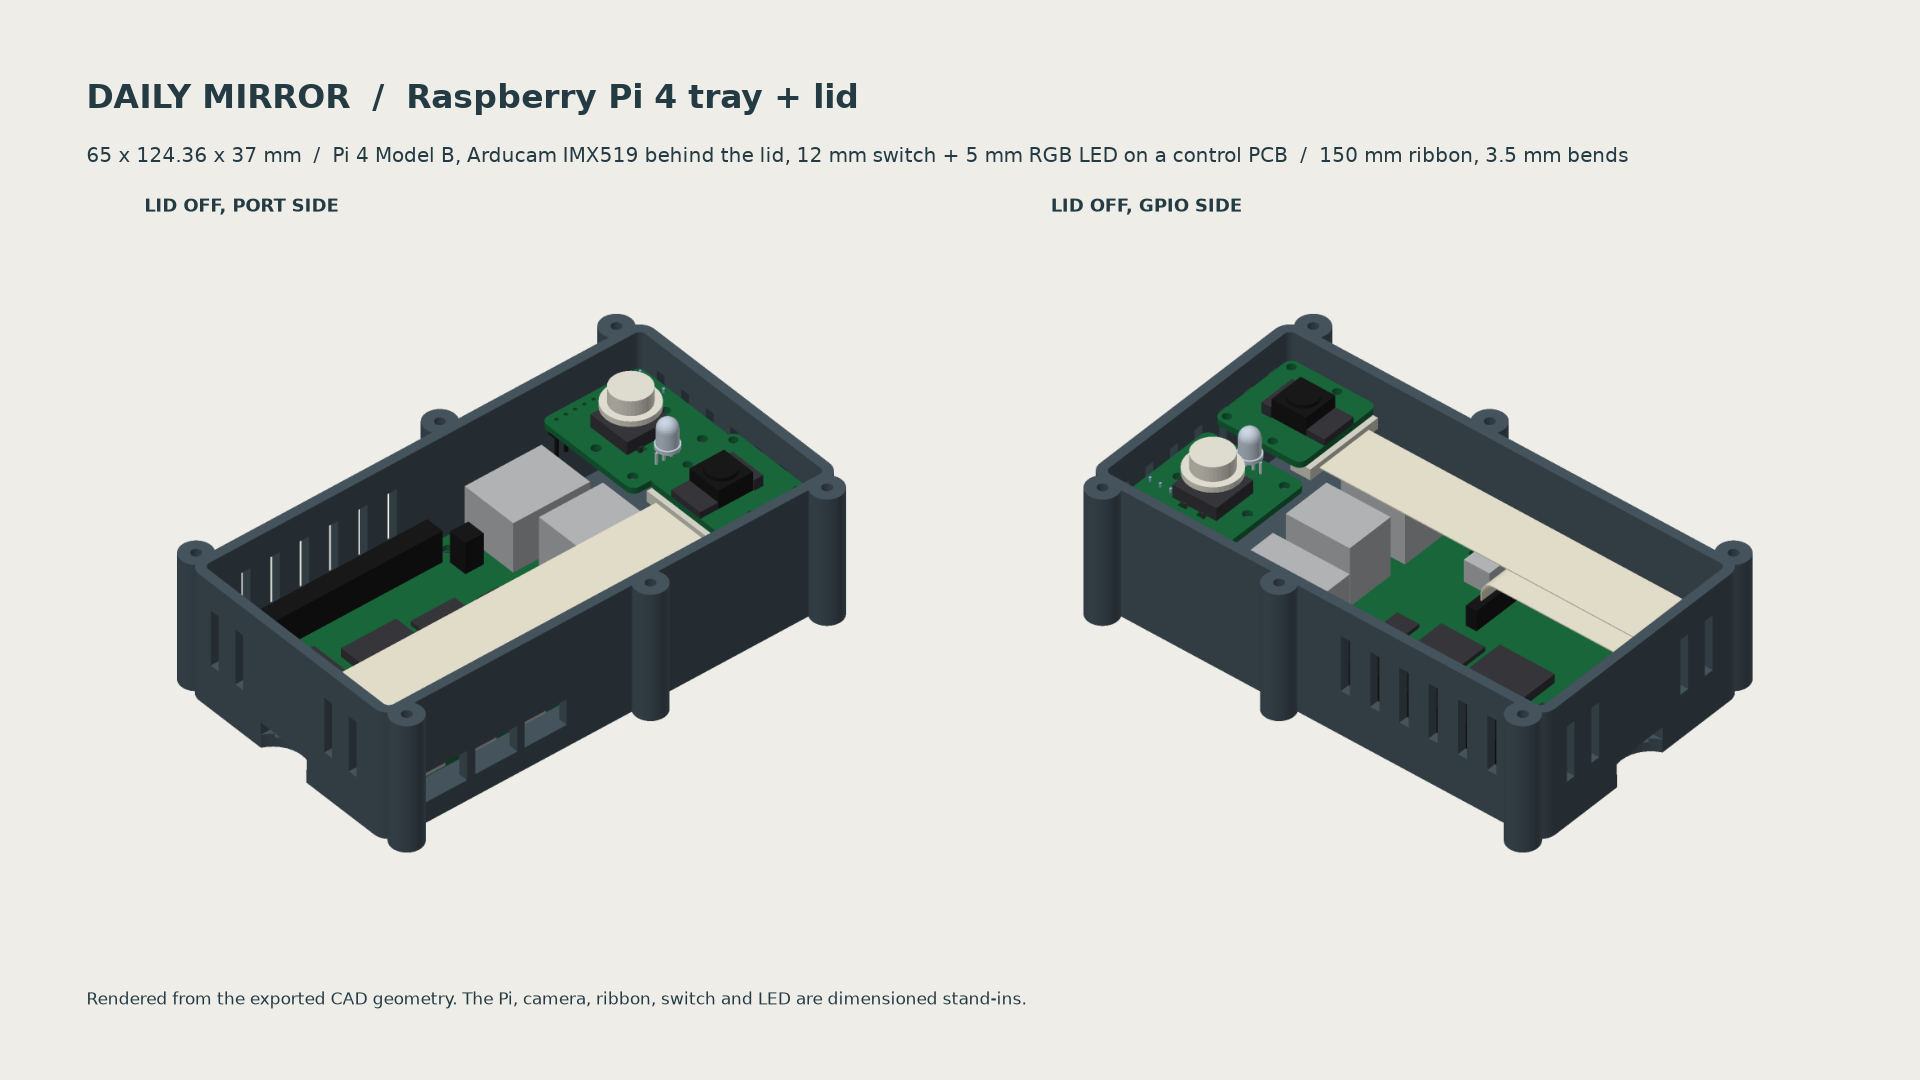 DAILY MIRROR / Raspberry Pi 4 tray + lid
65 x 124.36 x 37 mm / Pi 4 Model B, Arducam IMX519 behind the lid, 12 mm switch + 5 mm RGB LED on a control PCB / 150 mm ribbon, 3.5 mm bends
LID OFF, PORT SIDE
LID OFF, GPIO SIDE
Rendered from the exported CAD geometry. The Pi, camera, ribbon, switch and LED are dimensioned stand-ins.